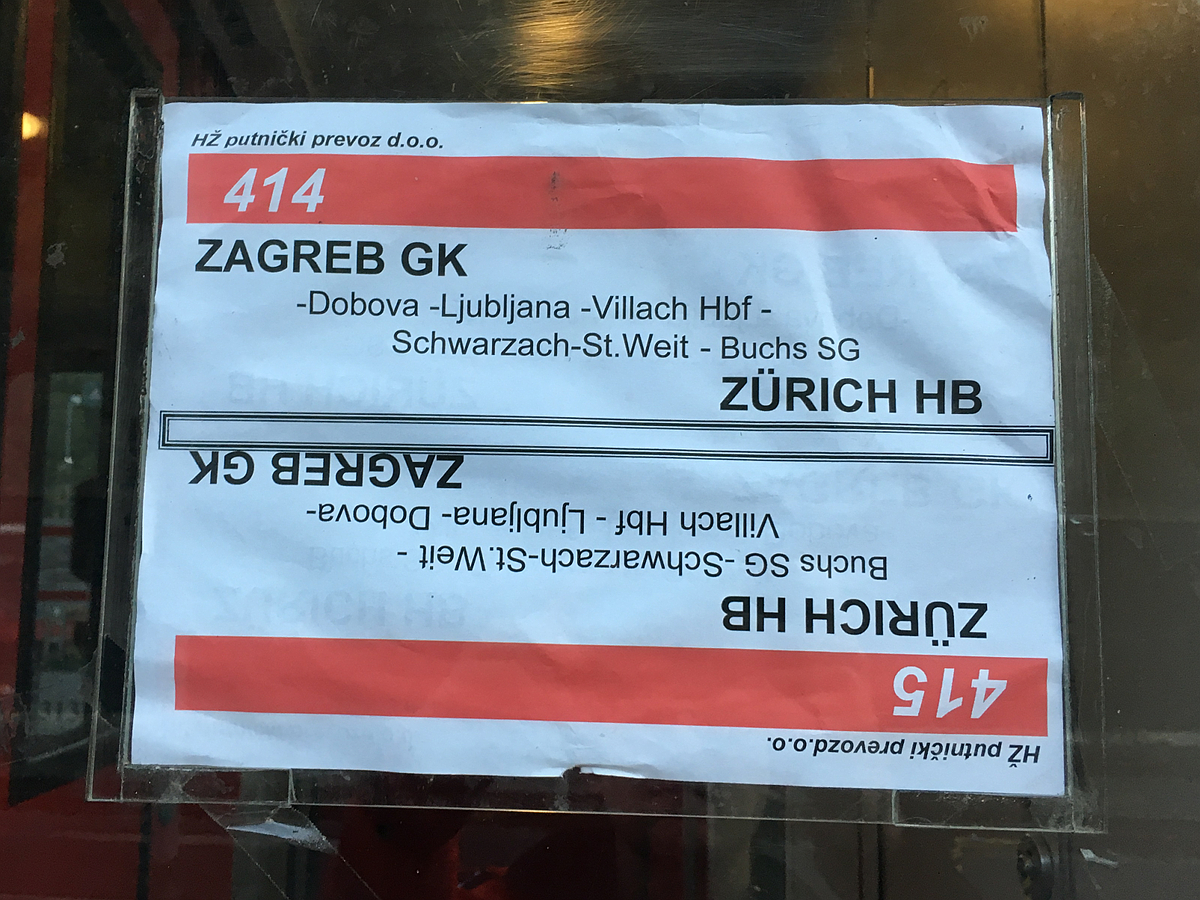 HŽ putnički prevoz d.o.o.
414
ZAGREB GK
-Dobova -Ljubljana -Villach Hbf -
Schwarzach-St.Weit - Buchs SG
ZÜRICH HB
HŽ putnički prevozd.o.o.
415
ZÜRICH HB
Buchs SG -Schwarzach-St.Weit -
Villach Hbf - Ljubljana- Dobova-
ZAGREB GK